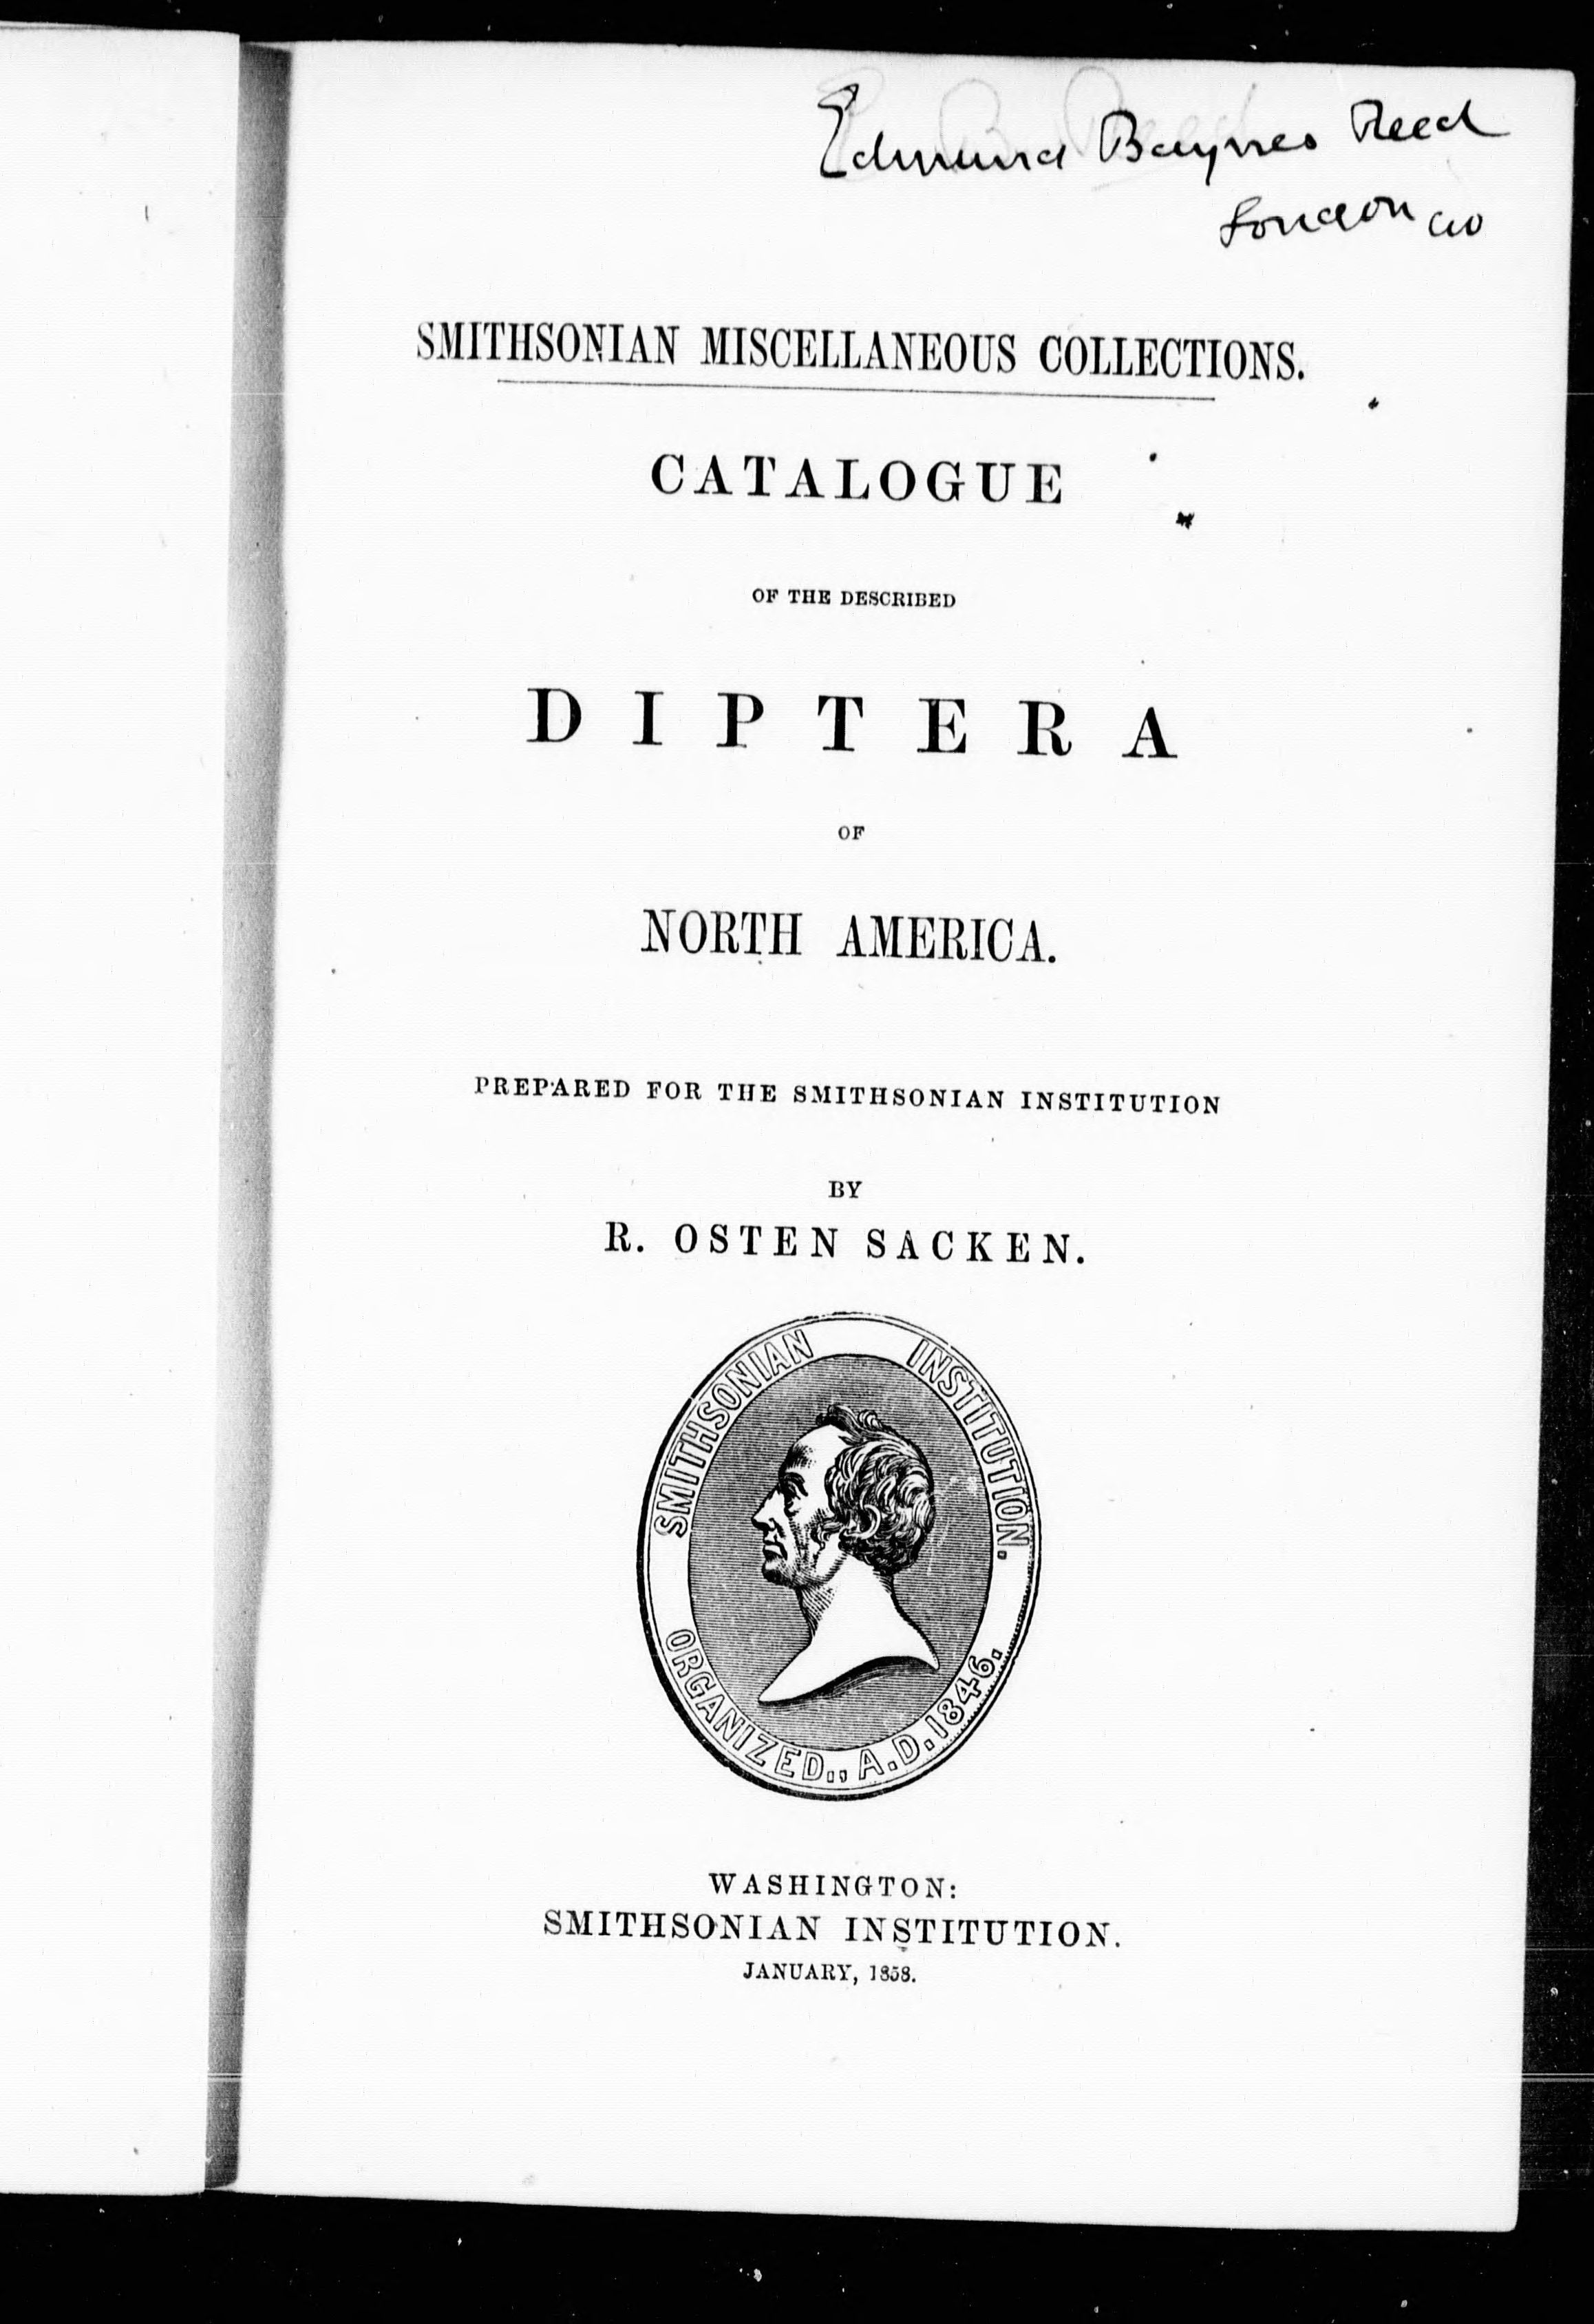 Edmund Baynes Reed
London CW
SMITHSONIAN MISCELLANEOUS COLLECTIONS.
CATALOGUE
OF THE DESCRIBED
DIPTERA
OF
NORTH AMERICA.
PREPARED FOR THE SMITHSONIAN INSTITUTION
BY
R. OSTEN SACKEN.
SMITHSONIAN INSTITUTION.
ORGANIZED., A.D. 1846.
WASHINGTON:
SMITHSONIAN INSTITUTION.
JANUARY, 1858.